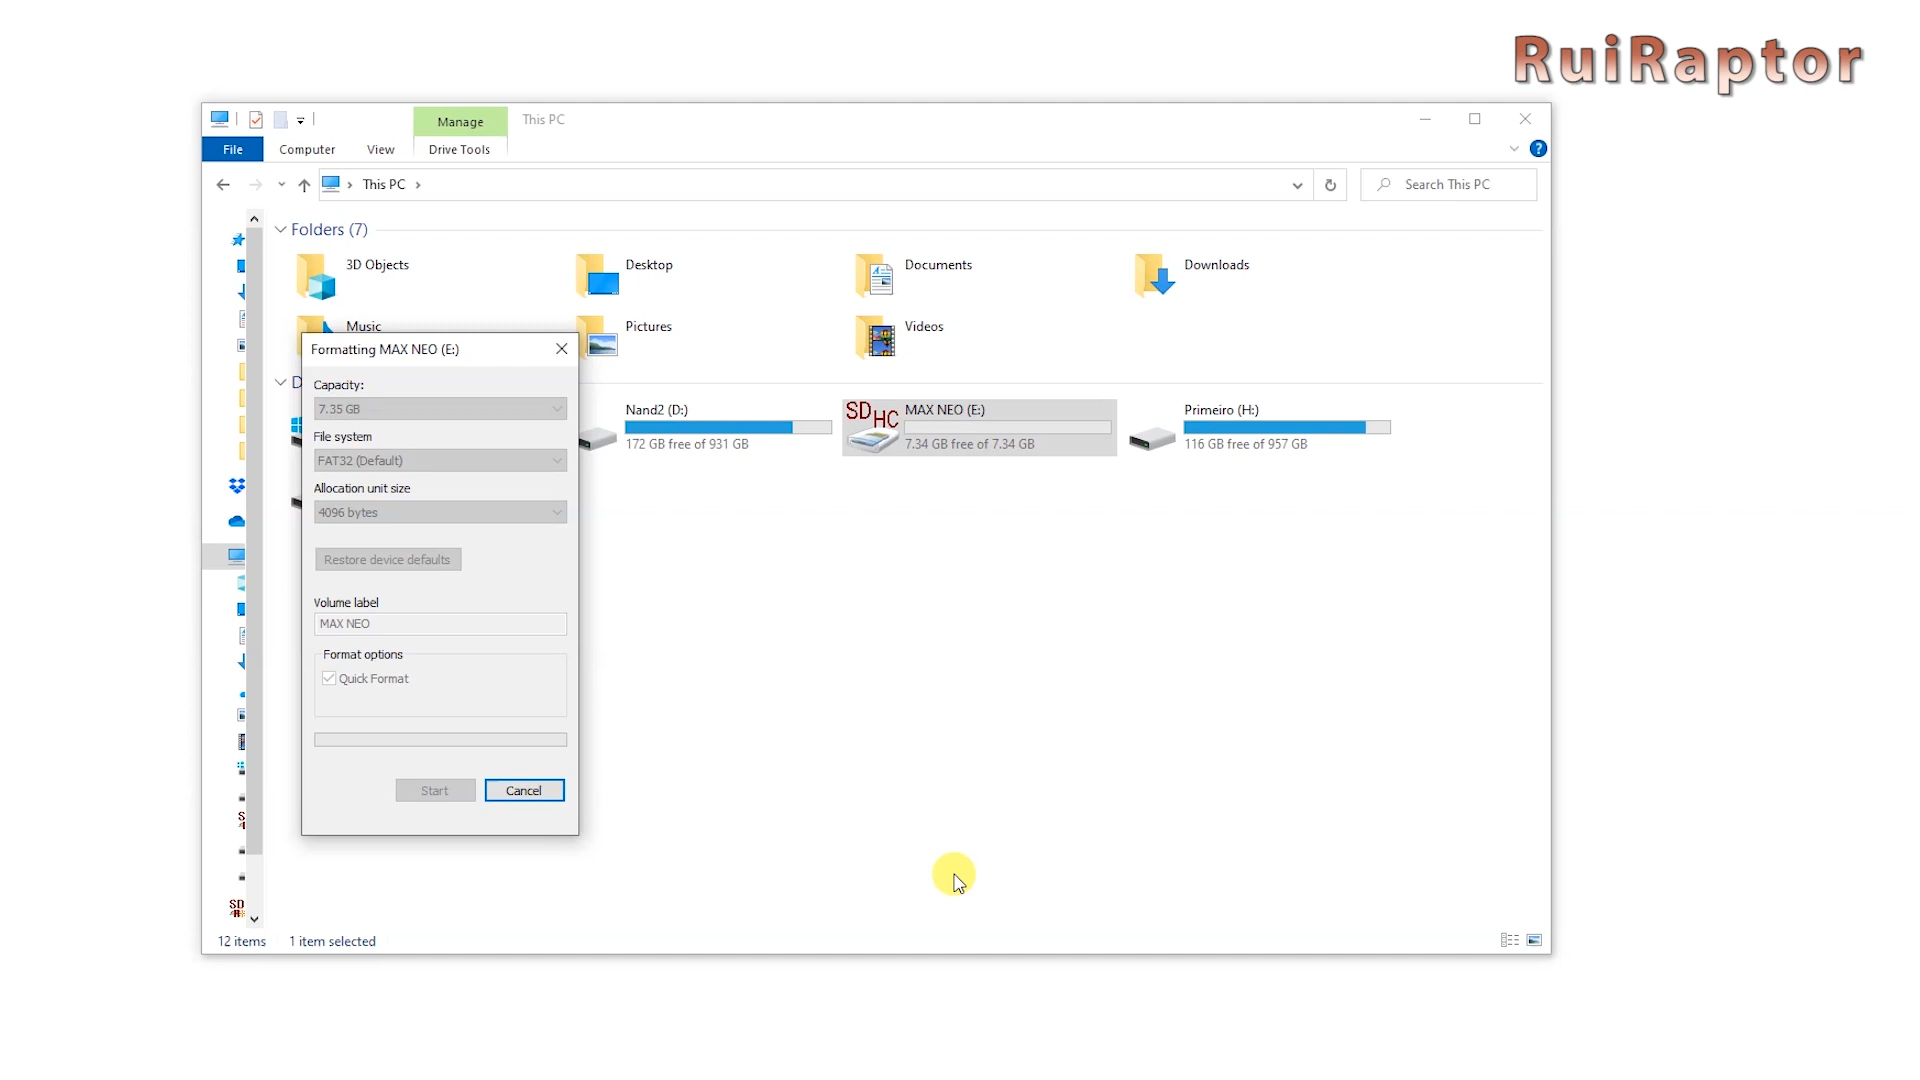 RuiRaptor
Manage
This PC
File
Computer
View
Drive Tools
This PC
Search This PC
Folders (7)
3D Objects
Desktop
Documents
Downloads
Music
Pictures
Videos
Formatting MAX NEO (E:)
Capacity:
7.35 GB
File system
FAT32 (Default)
Allocation unit size
4096 bytes
Restore device defaults
Volume label
MAX NEO
Format options
Quick Format
Start
Cancel
D
Nand2 (D:)
172 GB free of 931 GB
SDHC
MAX NEO (E:)
7.34 GB free of 7.34 GB
Primeiro (H:)
116 GB free of 957 GB
SD
12 items
1 item selected